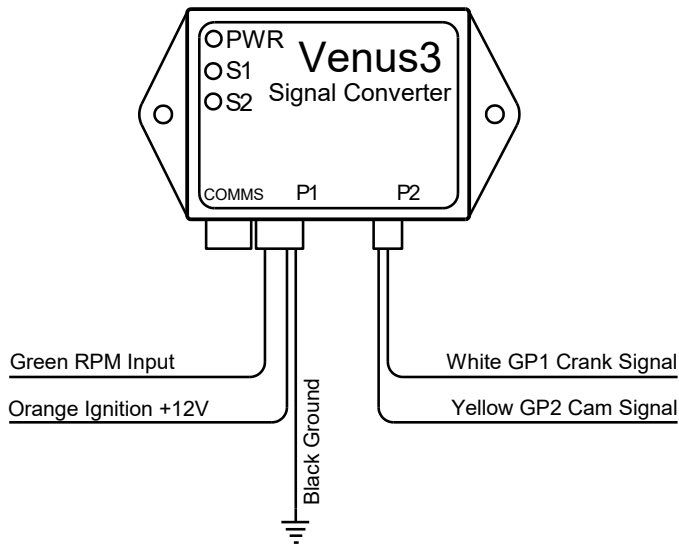 PWR
S1
S2
Venus3
Signal Converter
COMMS
P1
P2
Green RPM Input
Orange Ignition +12V
Black Ground
White GP1 Crank Signal
Yellow GP2 Cam Signal